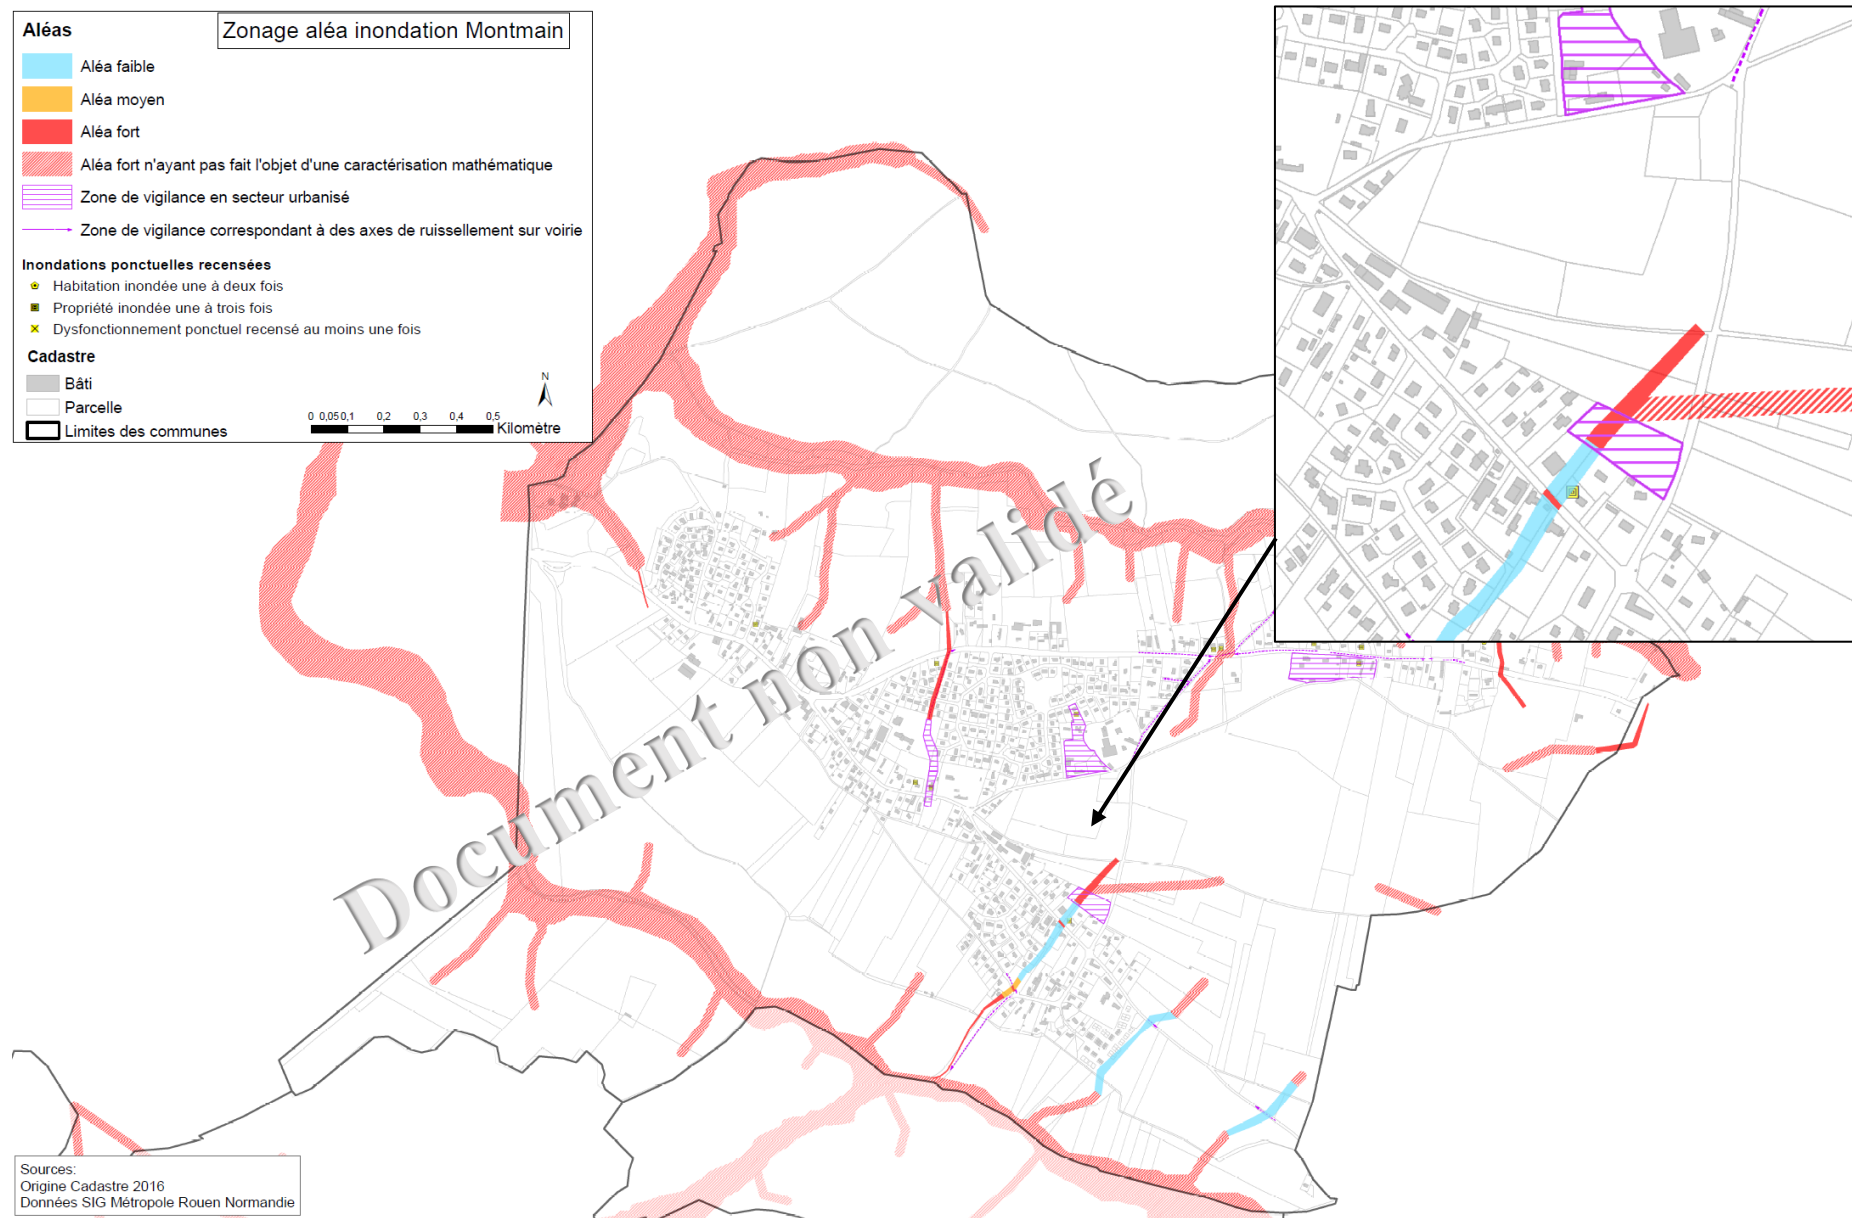 Aléas
Zonage aléa inondation Montmain
Aléa faible
Aléa moyen
Aléa fort
Aléa fort n'ayant pas fait l'objet d'une caractérisation mathématique
Zone de vigilance en secteur urbanisé
Zone de vigilance correspondant à des axes de ruissellement sur voirie
Inondations ponctuelles recensées
Habitation inondée une à deux fois
Propriété inondée une à trois fois
Dysfonctionnement ponctuel recensé au moins une fois
Cadastre
Bâti
Parcelle
Limites des communes
N
0 0,05 0,1 0,2 0,3 0,4 0,5
Kilomètre
Document non validé
Sources:
Origine Cadastre 2016
Données SIG Métropole Rouen Normandie